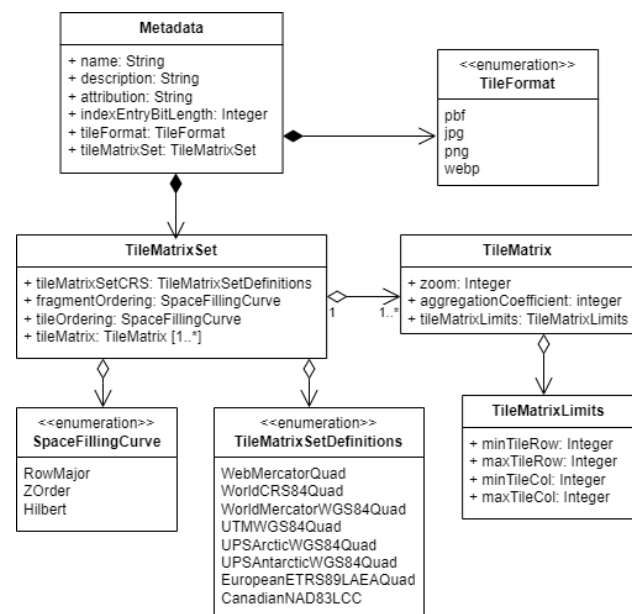 Metadata
+ name: String
+ description: String
+ attribution: String
+ indexEntryBitLength: Integer
+ tileFormat: TileFormat
+ tileMatrixSet: TileMatrixSet
<<enumeration>>
TileFormat
pbf
jpg
png
webp
TileMatrixSet
+ tileMatrixSetCRS: TileMatrixSetDefinitions
+ fragmentOrdering: SpaceFillingCurve
+ tileOrdering: SpaceFillingCurve
+ tileMatrix: TileMatrix [1..*]
1
1..*
TileMatrix
+ zoom: Integer
+ aggregationCoefficient: integer
+ tileMatrixLimits: TileMatrixLimits
<<enumeration>>
SpaceFillingCurve
RowMajor
ZOrder
Hilbert
<<enumeration>>
TileMatrixSetDefinitions
WebMercatorQuad
WorldCRS84Quad
WorldMercatorWGS84Quad
UTMWGS84Quad
UPSArcticWGS84Quad
UPSAntarcticWGS84Quad
EuropeanETRS89LAEAQuad
CanadianNAD83LCC
TileMatrixLimits
+ minTileRow: Integer
+ maxTileRow: Integer
+ minTileCol: Integer
+ maxTileCol: Integer